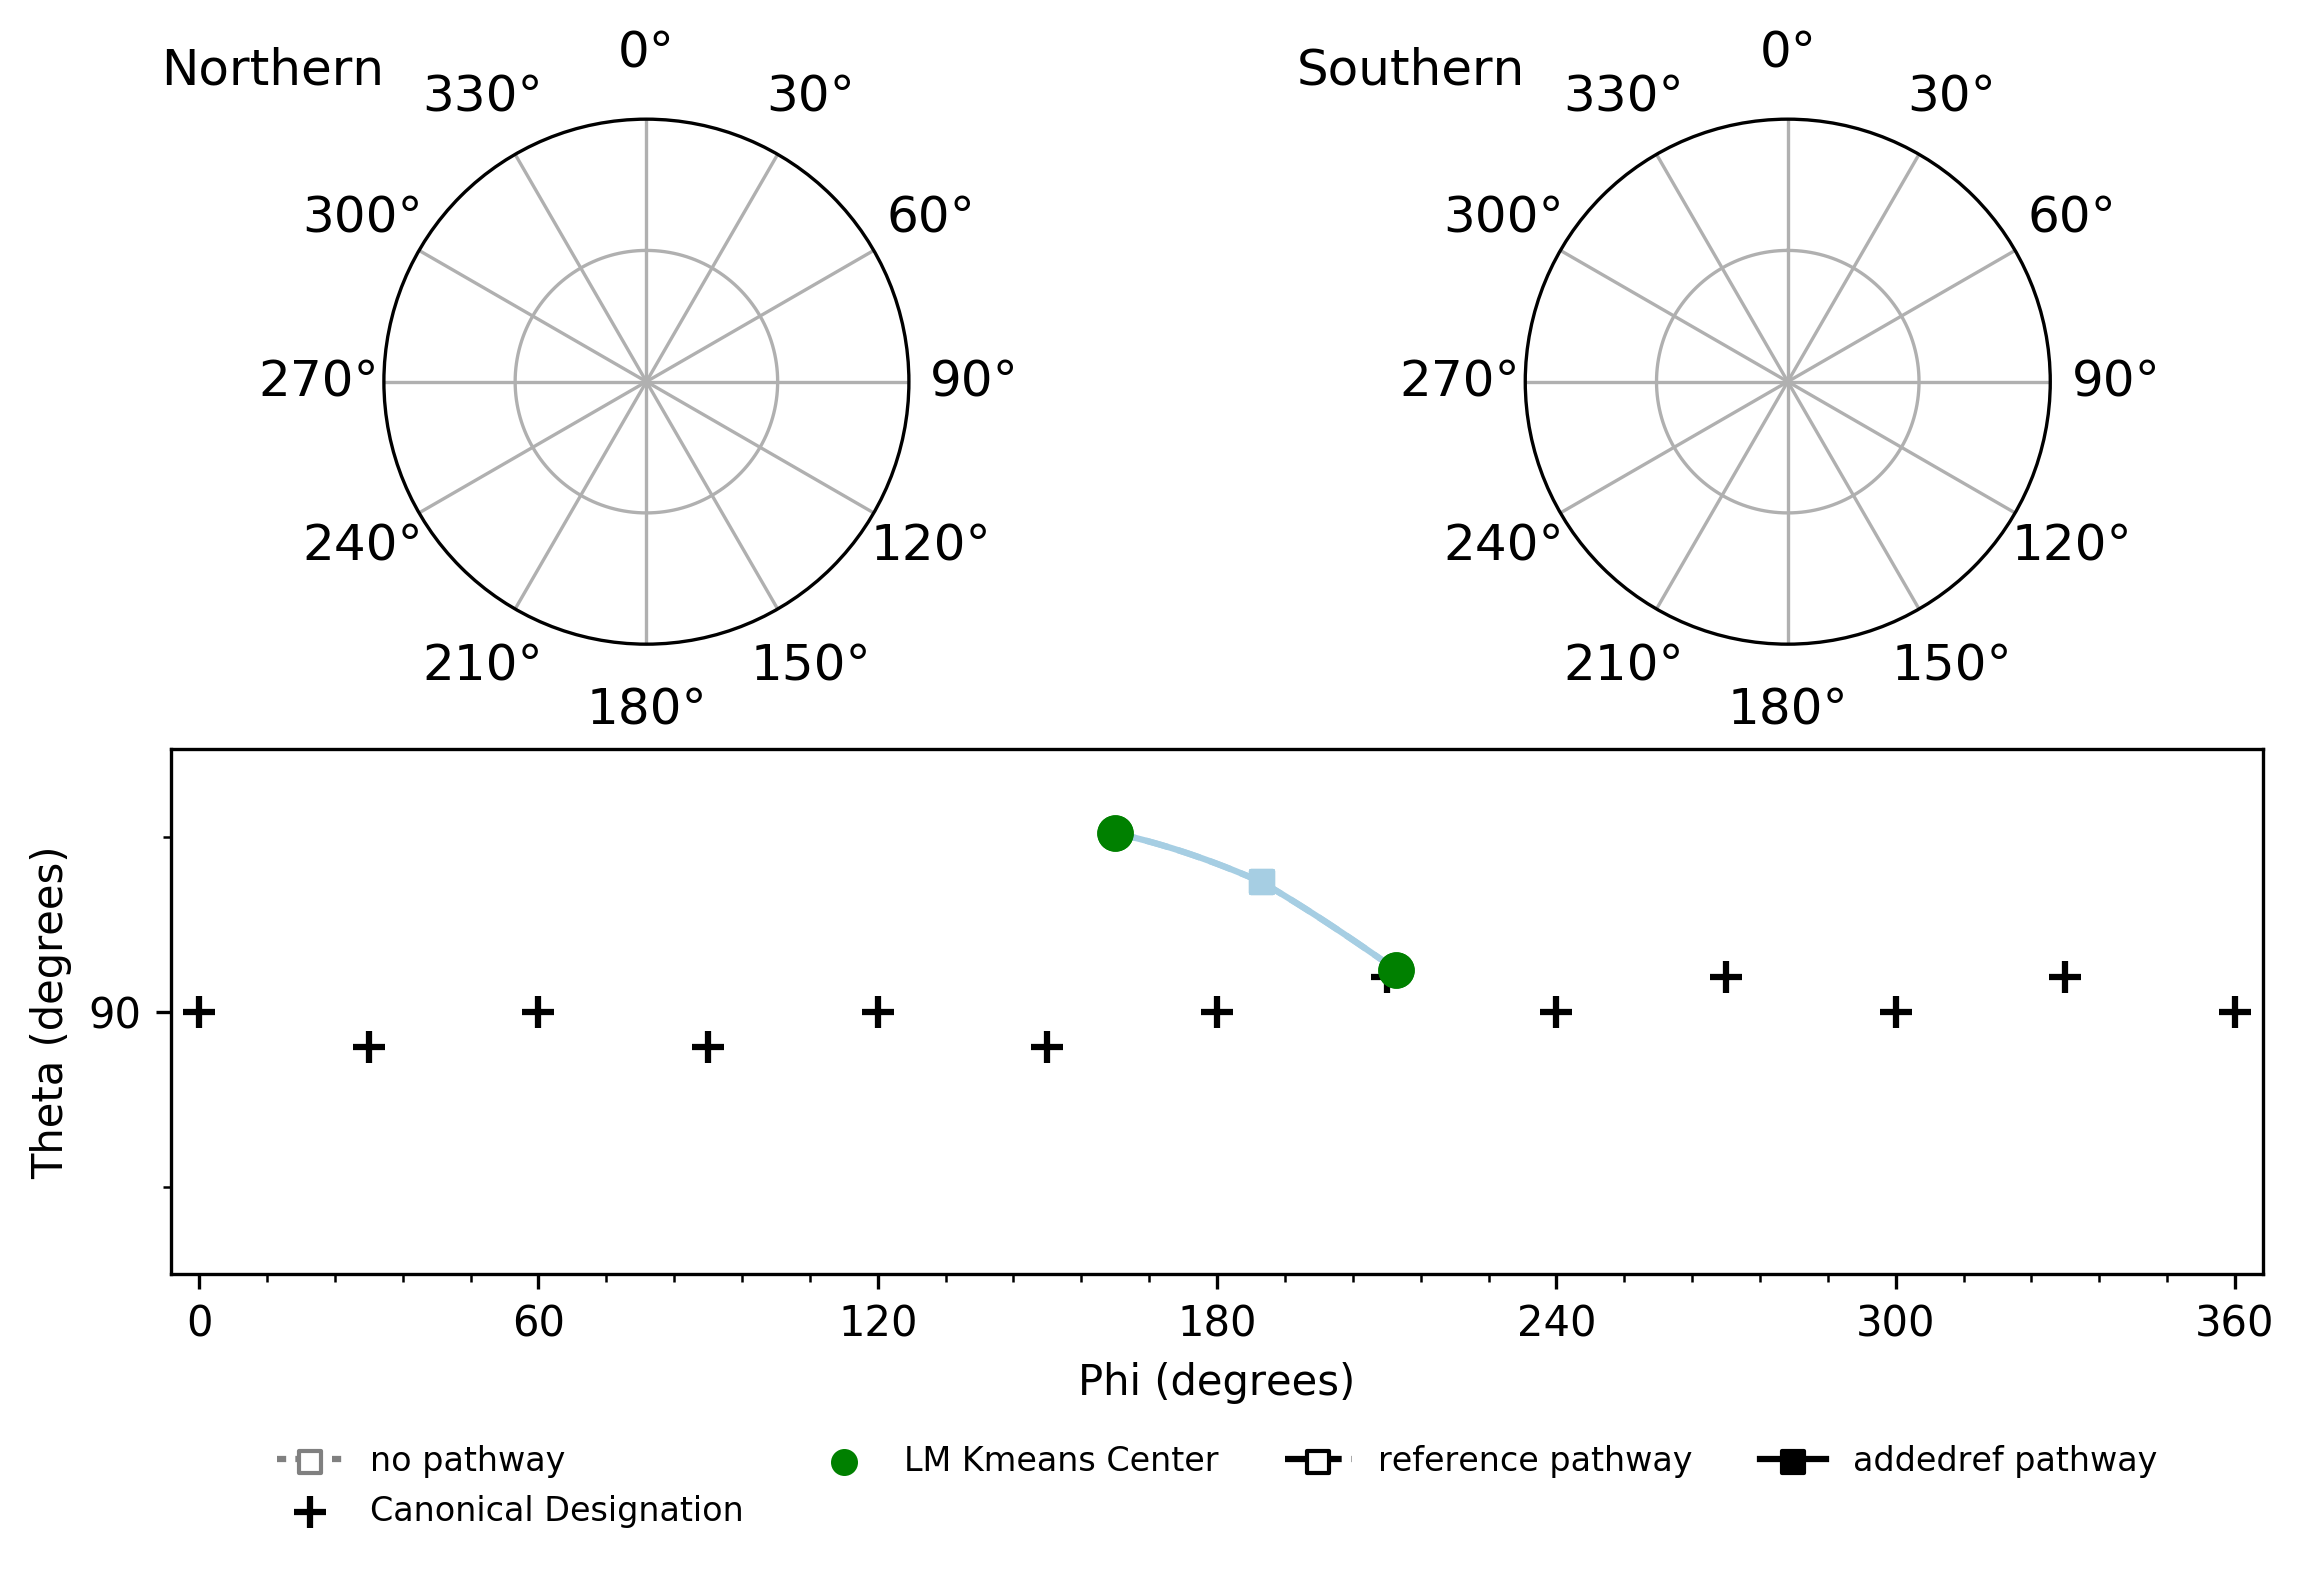 Northern
0°
30°
60°
90°
120°
150°
180°
210°
240°
270°
300°
330°
Southern
0°
30°
60°
90°
120°
150°
180°
210°
240°
270°
300°
330°
Theta (degrees)
90
0 60 120 180 240 300 360
Phi (degrees)
no pathway
Canonical Designation
LM Kmeans Center
reference pathway
addedref pathway